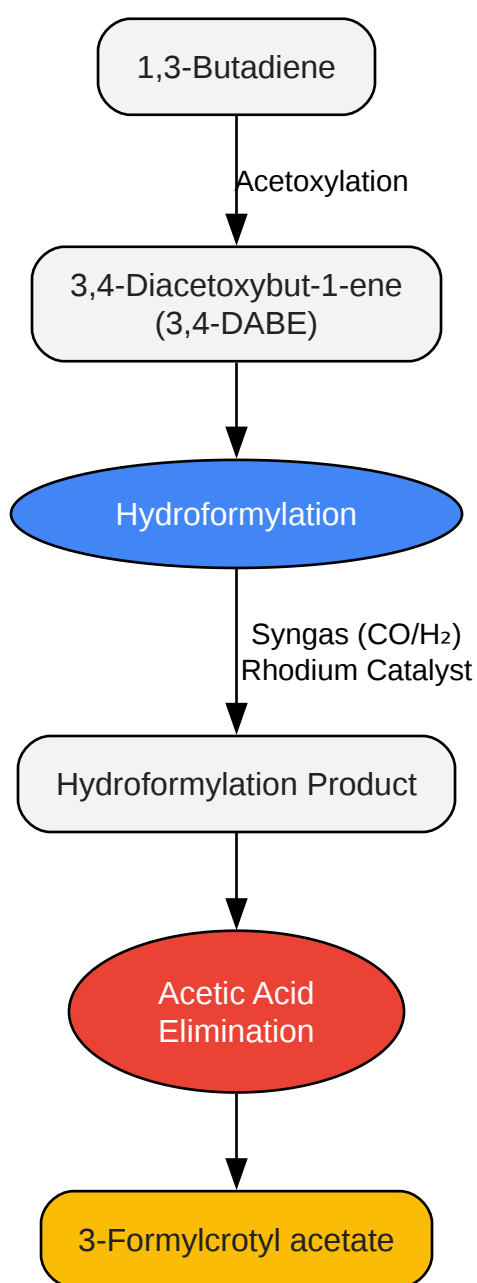 1,3-Butadiene
Acetoxylation
3,4-Diacetoxybut-1-ene
(3,4-DABE)
Hydroformylation
Syngas (CO/H₂)
Rhodium Catalyst
Hydroformylation Product
Acetic Acid
Elimination
3-Formylcrotyl acetate